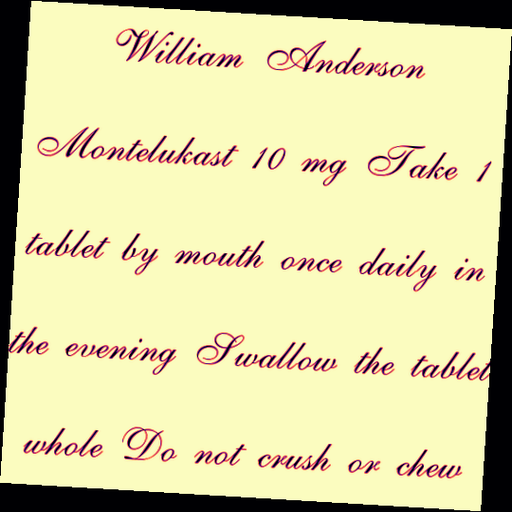 William Anderson
Montelukast 10 mg Take 1
tablet by mouth once daily in
the evening Swallow the tablet
whole Do not crush or chew